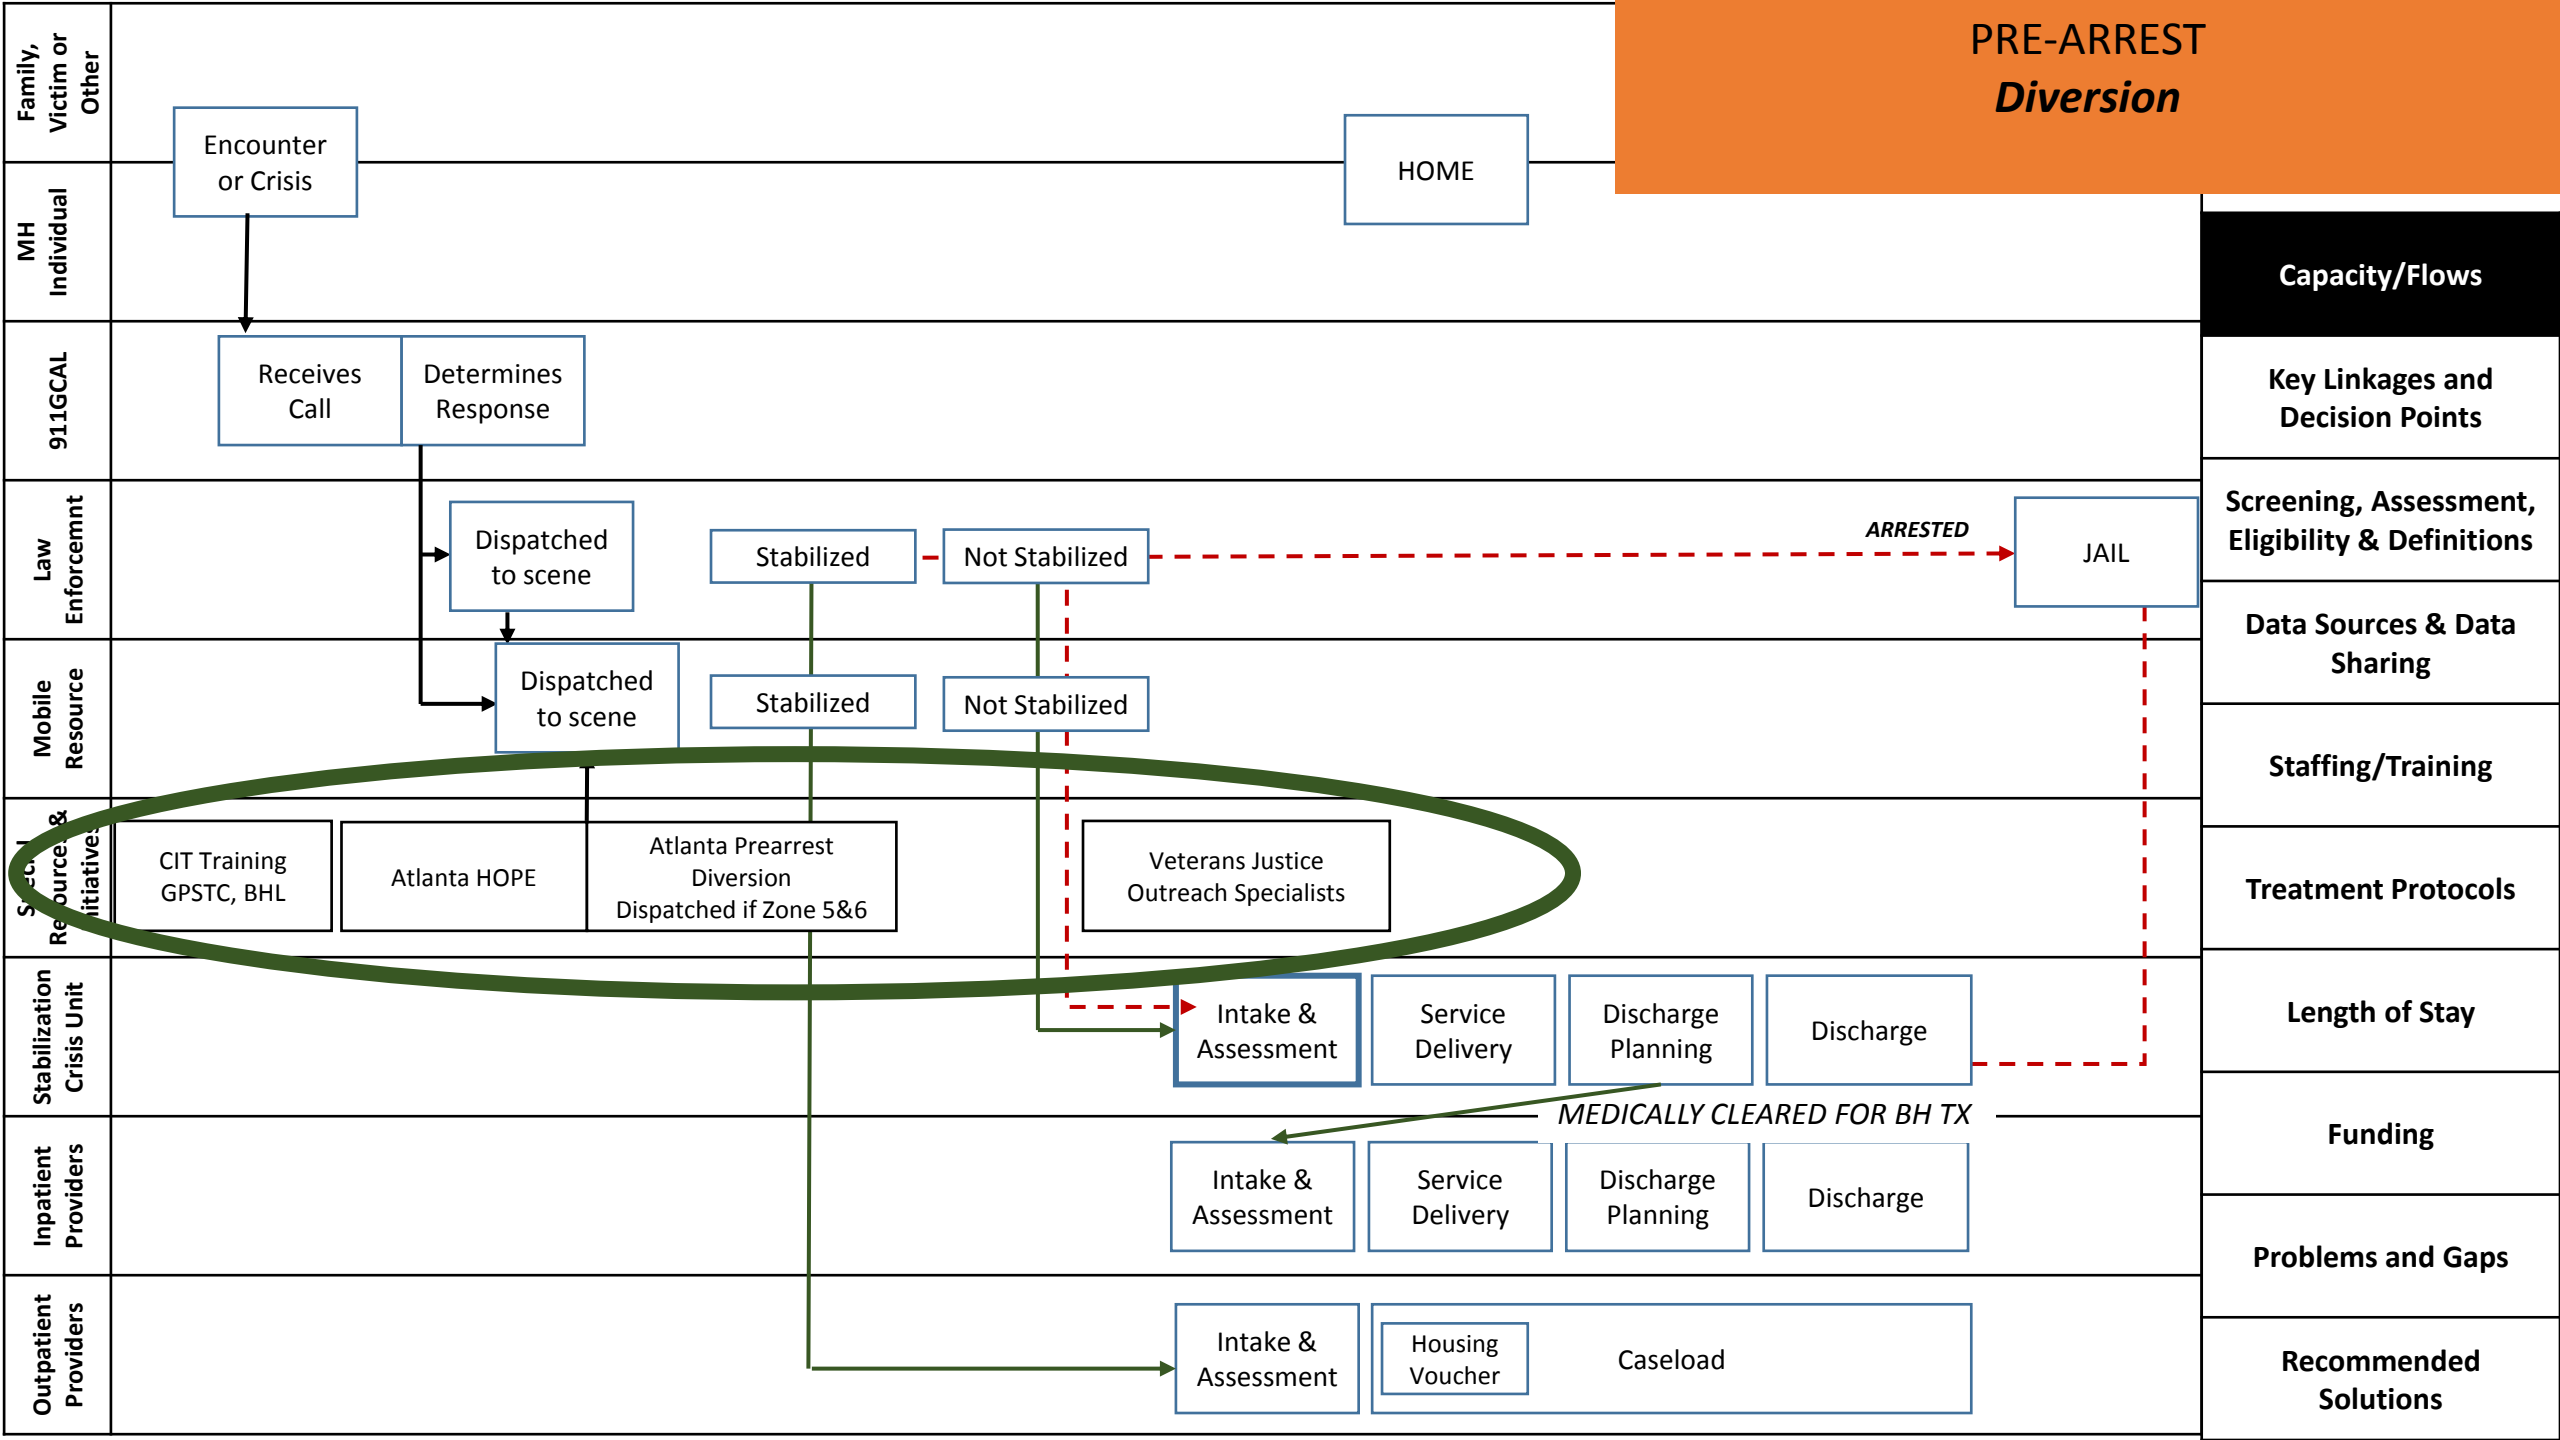 PRE-ARREST
Diversion
Family,
Victim or
Other
Encounter
or Crisis
HOME
MH
Individual
911GCAL
Receives
Call
Determines
Response
Law
Enforcemnt
Dispatched
to scene
Stabilized
Not Stabilized
ARRESTED
JAIL
Mobile
Resource
Dispatched
to scene
Stabilized
Not Stabilized
Resources &
CIT Training
GPSTC, BHL
Atlanta HOPE
Atlanta Prearrest
Diversion
Dispatched if Zone 5&6
Veterans Justice
Outreach Specialists
Stabilization
Crisis Unit
Intake &
Assessment
Service
Delivery
Discharge
Planning
Discharge
MEDICALLY CLEARED FOR BH TX
Inpatient
Providers
Intake &
Assessment
Service
Delivery
Discharge
Planning
Discharge
Outpatient
Providers
Intake &
Assessment
Housing
Voucher
Caseload
Capacity/Flows
Key Linkages and
Decision Points
Screening, Assessment,
Eligibility & Definitions
Data Sources & Data
Sharing
Staffing/Training
Treatment Protocols
Length of Stay
Funding
Problems and Gaps
Recommended
Solutions